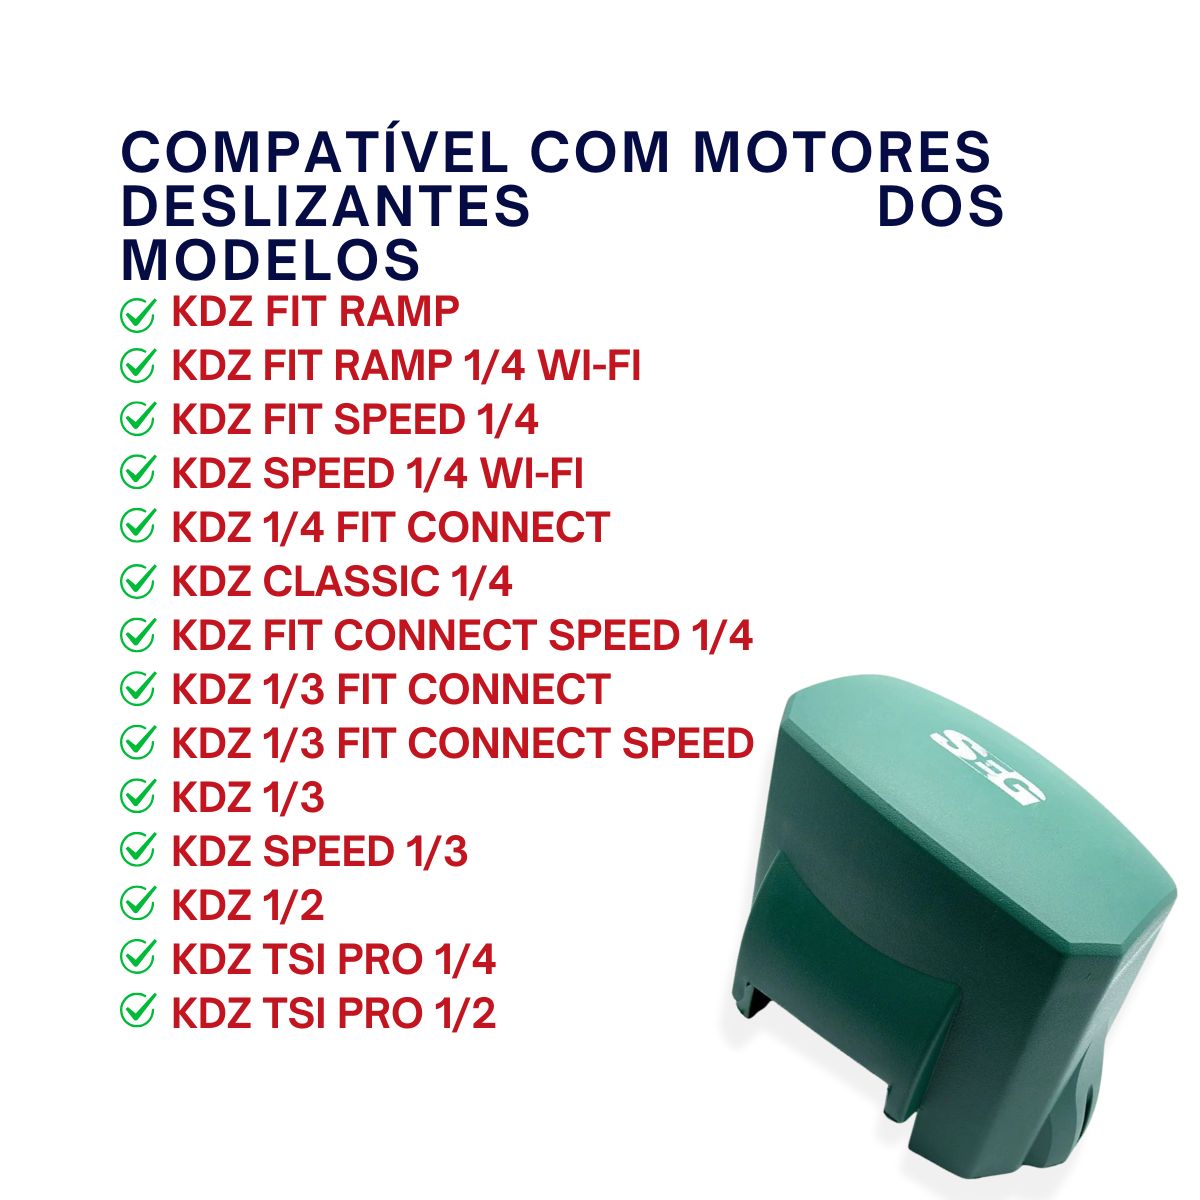 COMPATÍVEL COM MOTORES
DESLIZANTES DOS
MODELOS
KDZ FIT RAMP
KDZ FIT RAMP 1/4 WI-FI
KDZ FIT SPEED 1/4
KDZ SPEED 1/4 WI-FI
KDZ 1/4 FIT CONNECT
KDZ CLASSIC 1/4
KDZ FIT CONNECT SPEED 1/4
KDZ 1/3 FIT CONNECT
KDZ 1/3 FIT CONNECT SPEED
KDZ 1/3
KDZ SPEED 1/3
KDZ 1/2
KDZ TSI PRO 1/4
KDZ TSI PRO 1/2
SEG